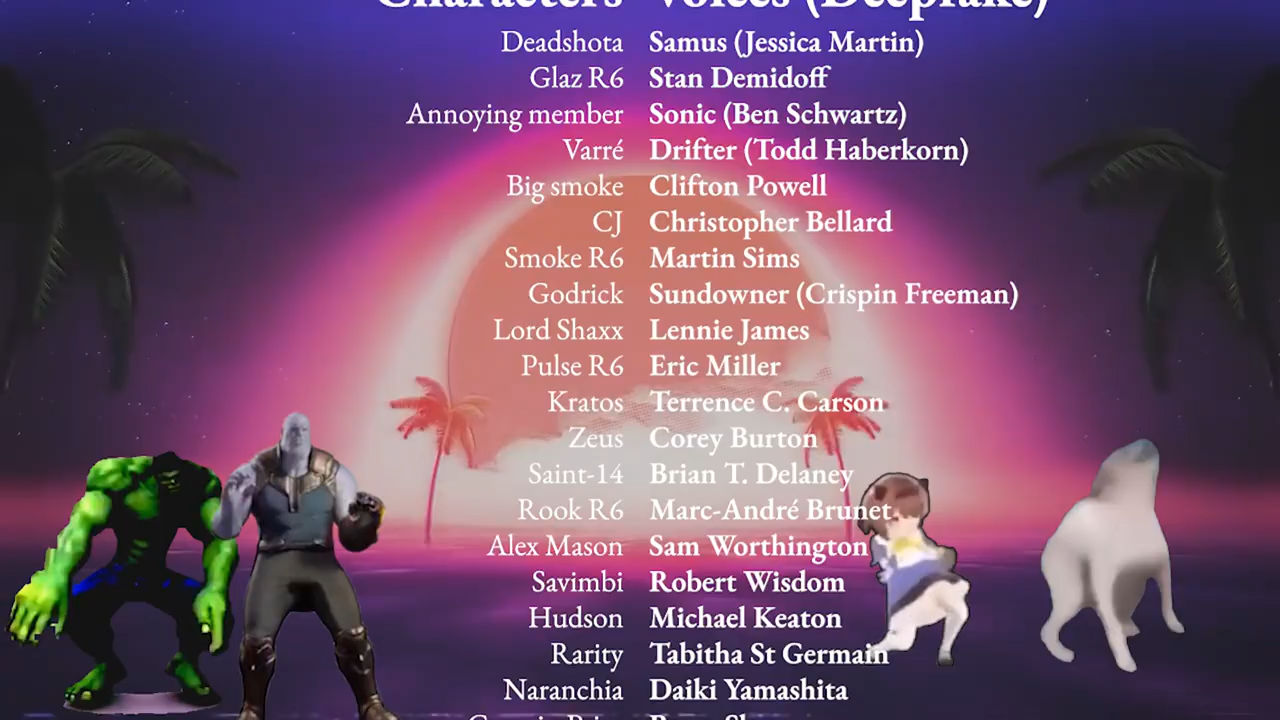 Characters Voices (Deepfake)
Deadshota Samus (Jessica Martin)
Glaz R6 Stan Demidoff
Annoying member Sonic (Ben Schwartz)
Varré Drifter (Todd Haberkorn)
Big smoke Clifton Powell
CJ Christopher Bellard
Smoke R6 Martin Sims
Godrick Sundowner (Crispin Freeman)
Lord Shaxx Lennie James
Pulse R6 Eric Miller
Kratos Terrence C. Carson
Zeus Corey Burton
Saint-14 Brian T. Delaney
Rook R6 Marc-André Brunet
Alex Mason Sam Worthington
Savimbi Robert Wisdom
Hudson Michael Keaton
Rarity Tabitha St Germain
Naranchia Daiki Yamashita